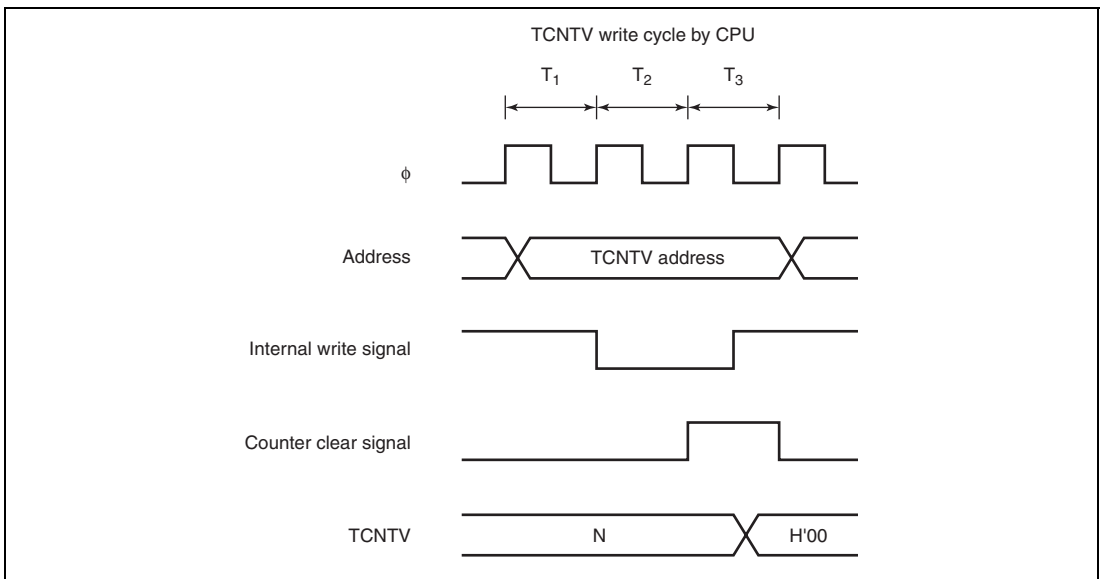 TCNTV write cycle by CPU
T₁ T₂ T₃
ϕ
Address TCNTV address
Internal write signal
Counter clear signal
TCNTV N H'00